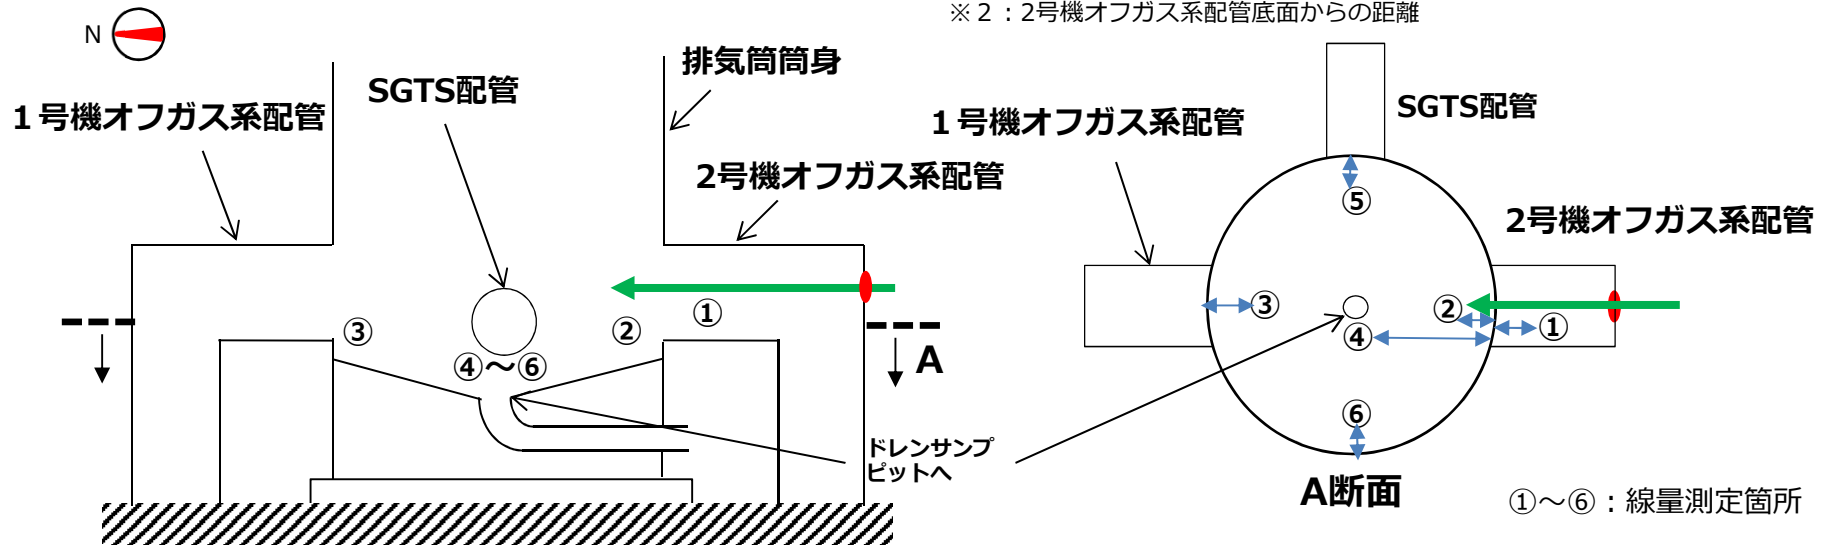 ※２：2号機オフガス系配管底面からの距離
N
１号機オフガス系配管
SGTS配管
排気筒筒身
2号機オフガス系配管
①
②
③
④～⑥
A
ドレンサンプ
ピットへ
SGTS配管
１号機オフガス系配管
2号機オフガス系配管
⑤
③
②
①
④
⑥
A断面
①～⑥：線量測定箇所